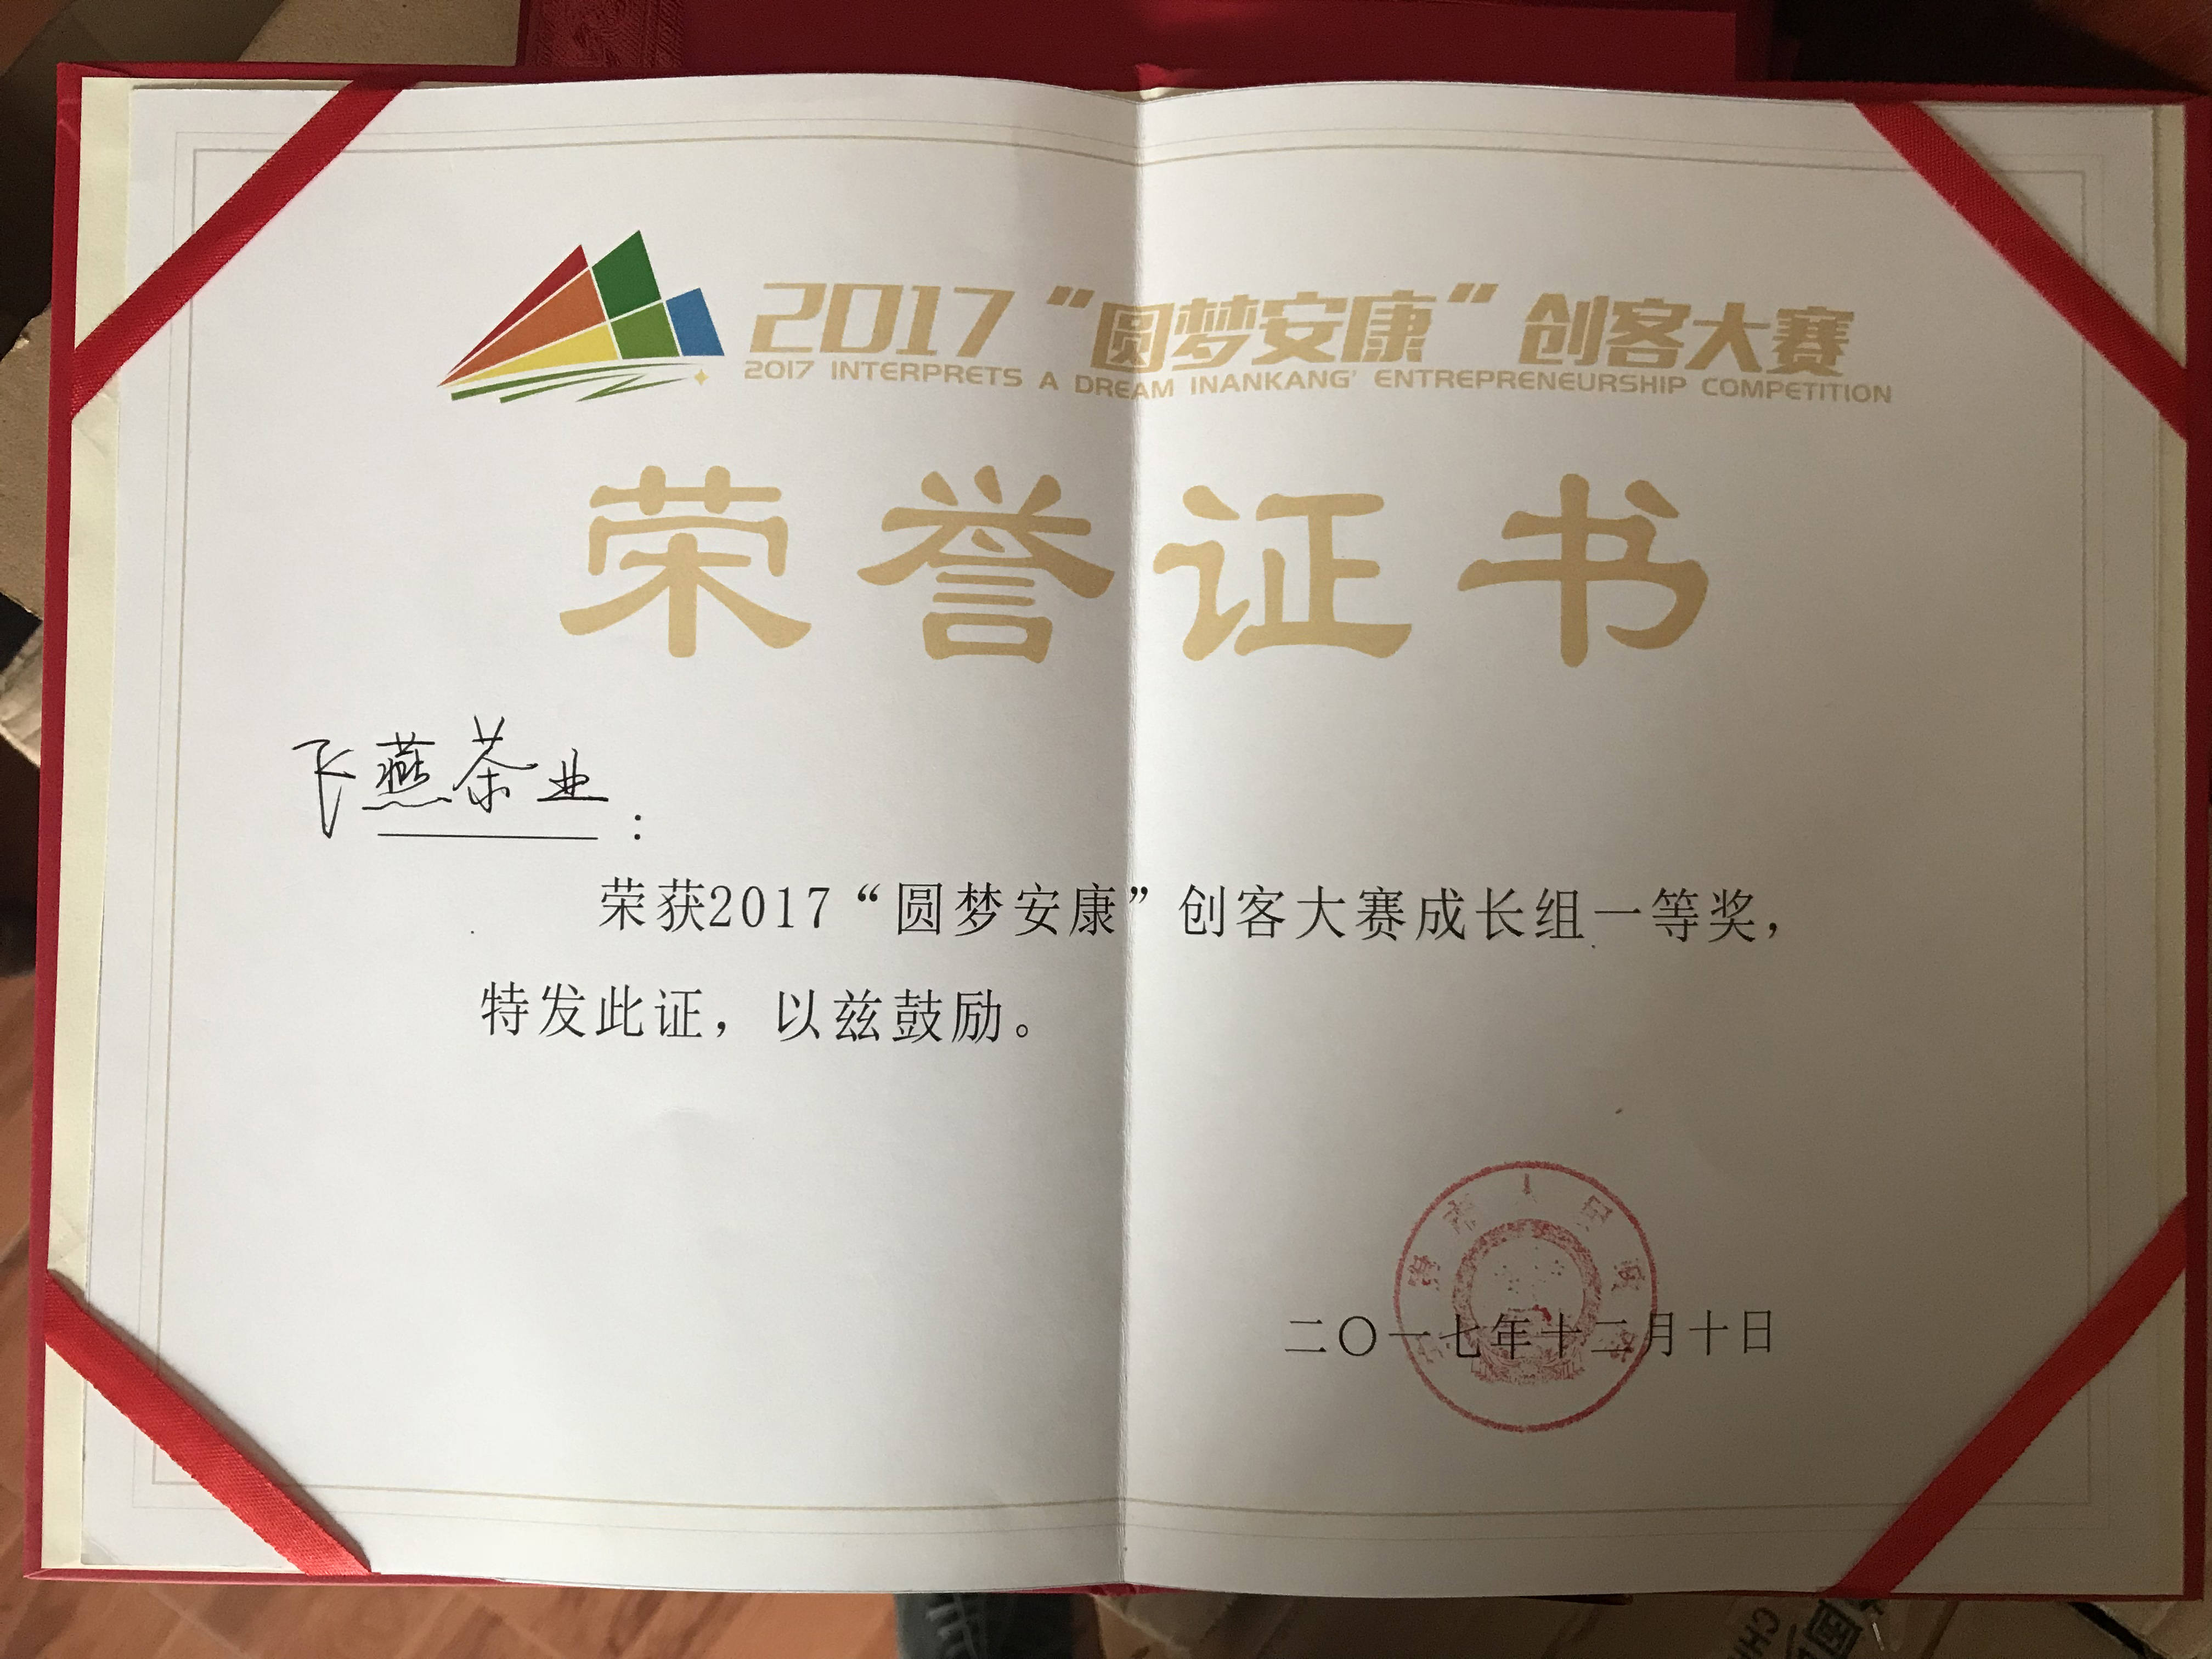 2017“圆梦安康”创客大赛
2017 INTERPRETS A DREAM INANKANG' ENTREPRENEURSHIP COMPETITION
荣誉证书
飞燕茶业：
荣获2017“圆梦安康”创客大赛成长组一等奖，
特发此证，以兹鼓励。
二〇一七年十二月十日
国
CHI